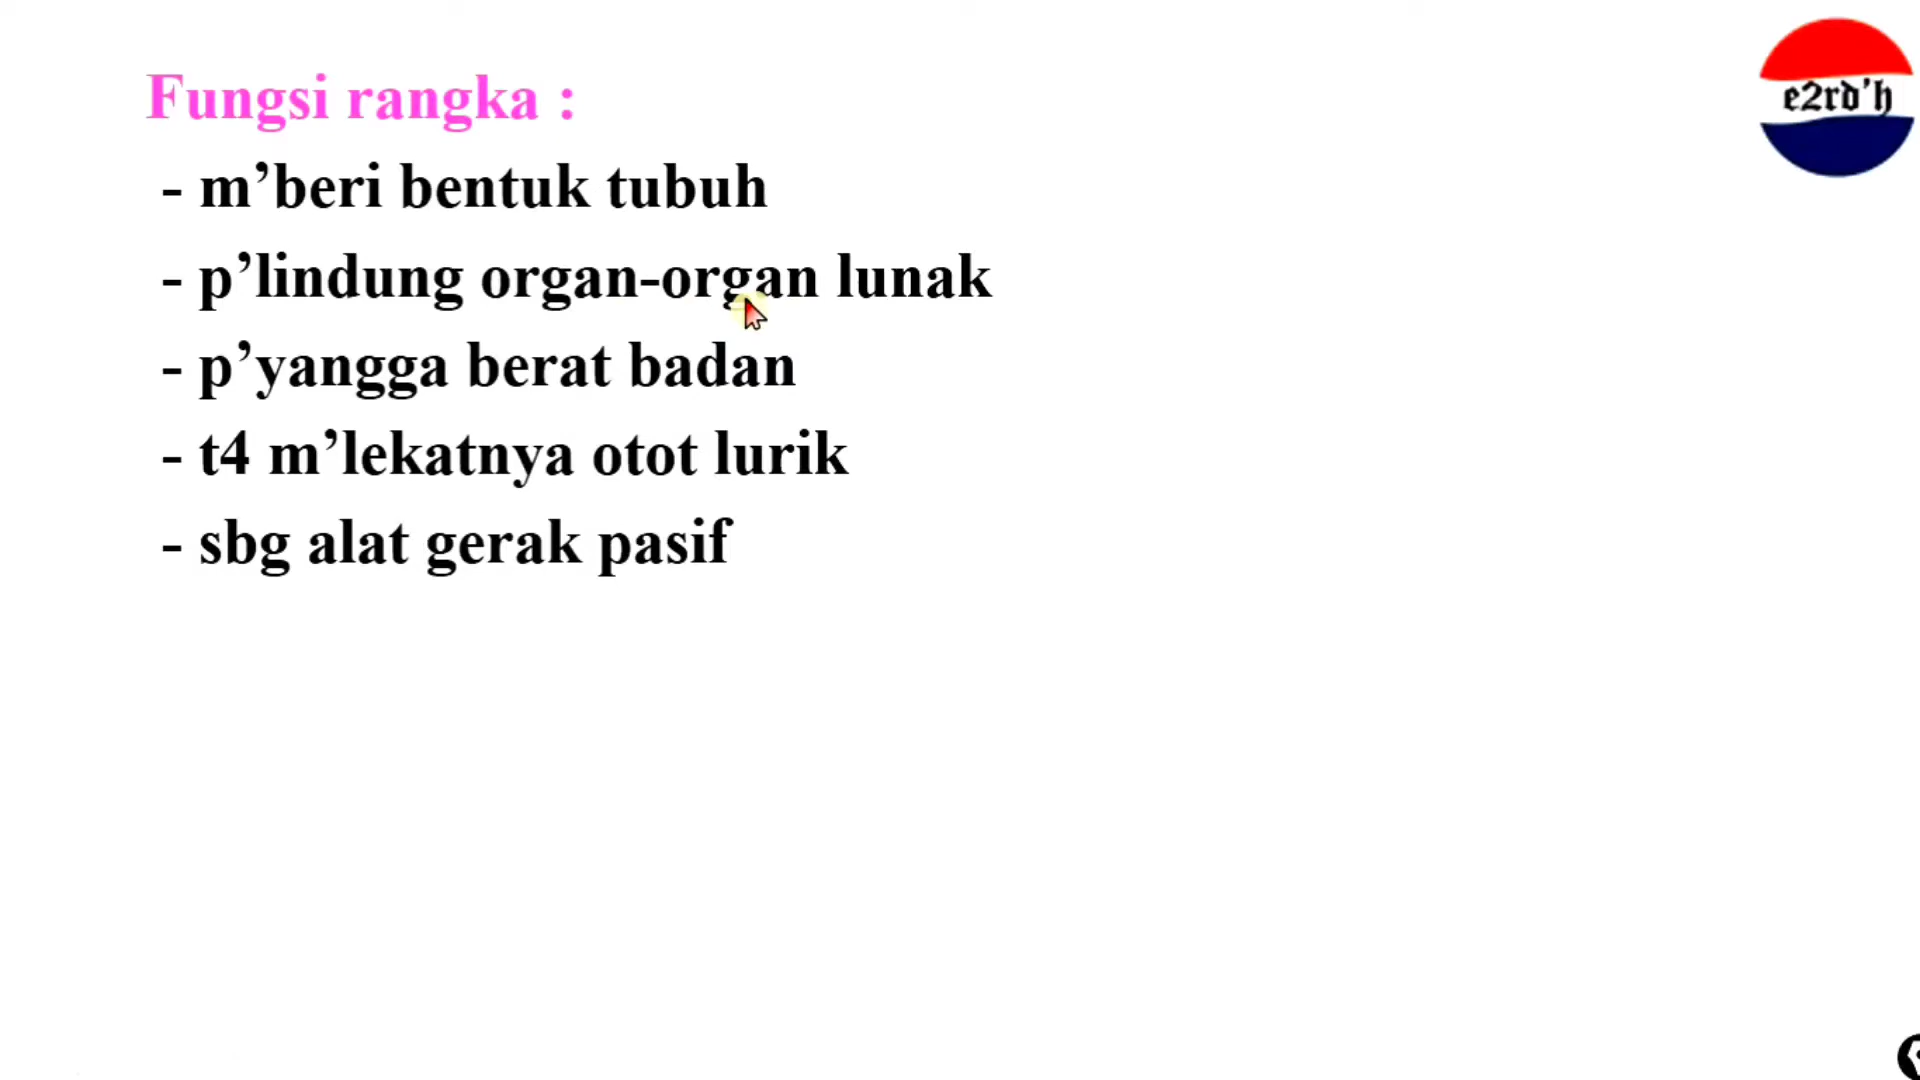 Fungsi rangka :
- m’beri bentuk tubuh
- p’lindung organ-organ lunak
- p’yangga berat badan
- t4 m’lekatnya otot lurik
- sbg alat gerak pasif
e2rd’h